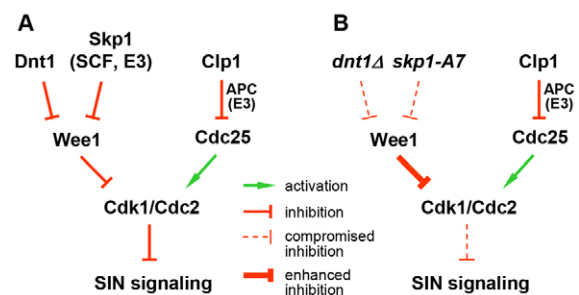 A
Dnt1
Skp1
(SCF, E3)
Clp1
APC
(E3)
Wee1
Cdc25
Cdk1/Cdc2
SIN signaling
activation
inhibition
compromised
inhibition
enhanced
inhibition
B
dnt1Δ skp1-A7
Clp1
APC
(E3)
Wee1
Cdc25
Cdk1/Cdc2
SIN signaling